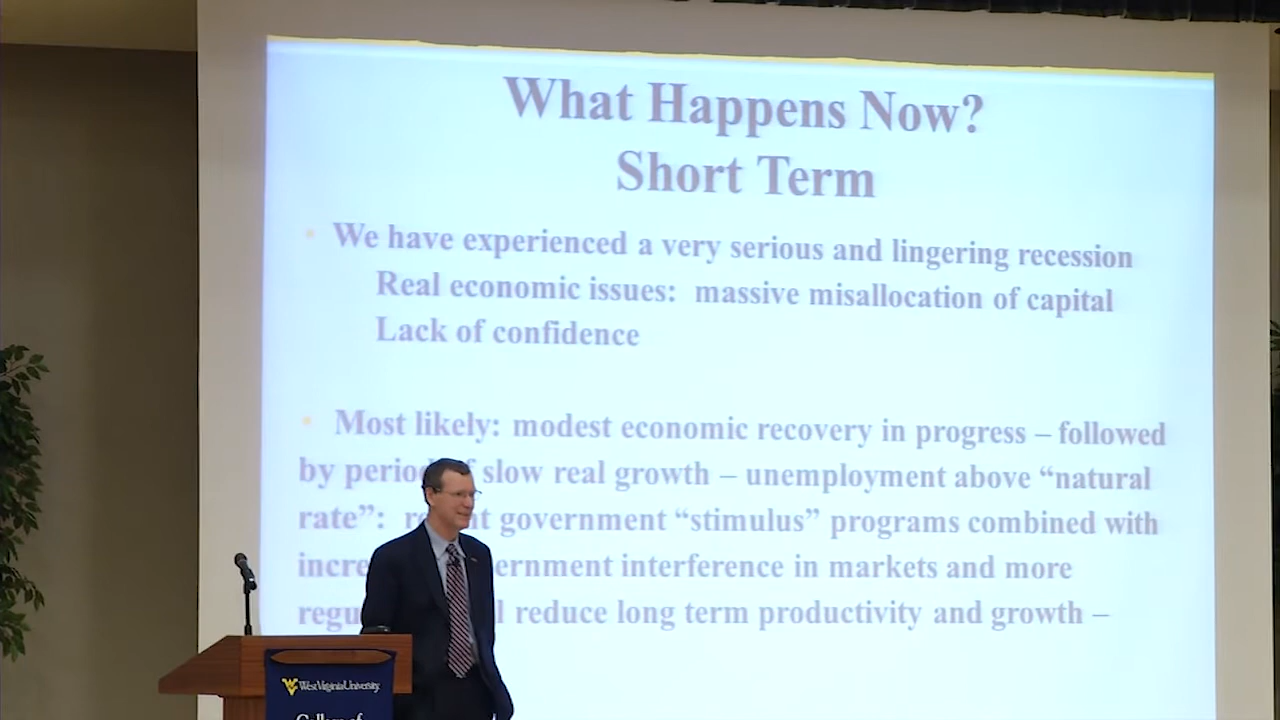 What Happens Now?
Short Term
• We have experienced a very serious and lingering recession
Real economic issues: massive misallocation of capital
Lack of confidence
• Most likely: modest economic recovery in progress – followed
by slow real growth – unemployment above “natural
rate”: government “stimulus” programs combined with
interference in markets and more
reduce long term productivity and growth –
West Virginia University
College of